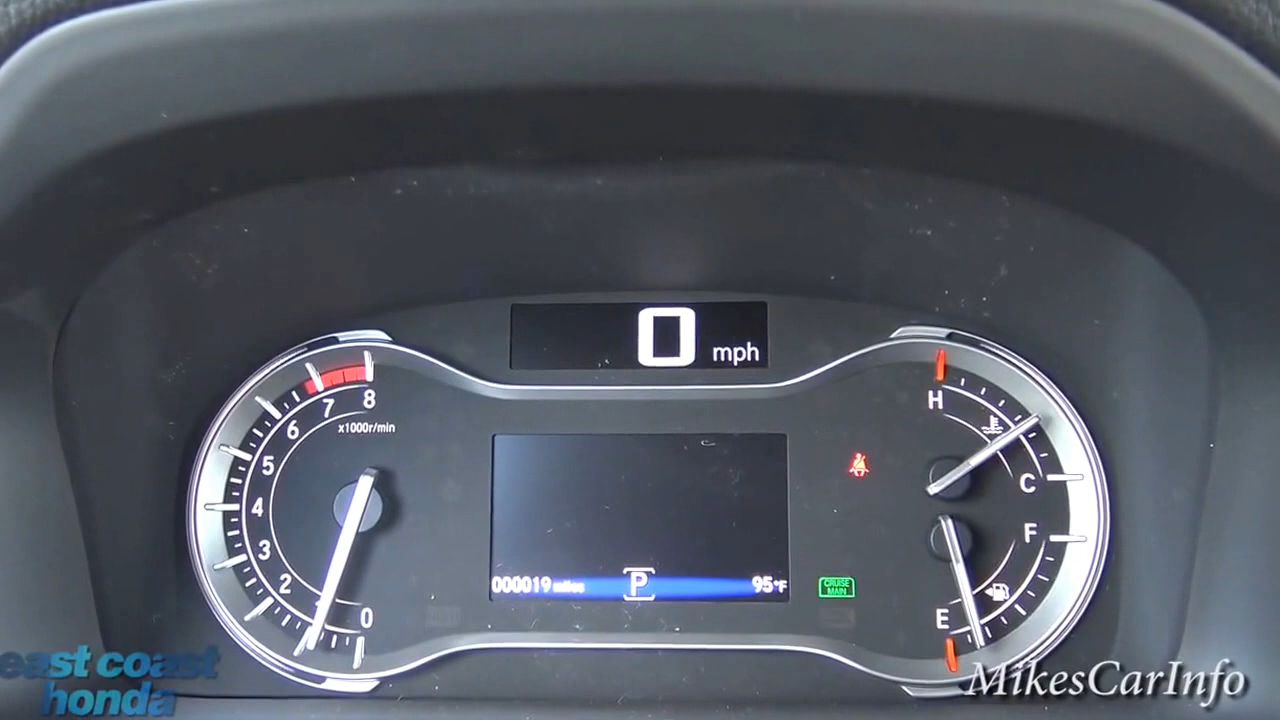 0 mph
8
7
6
x1000r/min
5
4
3
2
0
H
C
F
E
000019 miles P 95°F
CRUISE
MAIN
east coast
honda
MikesCarInfo